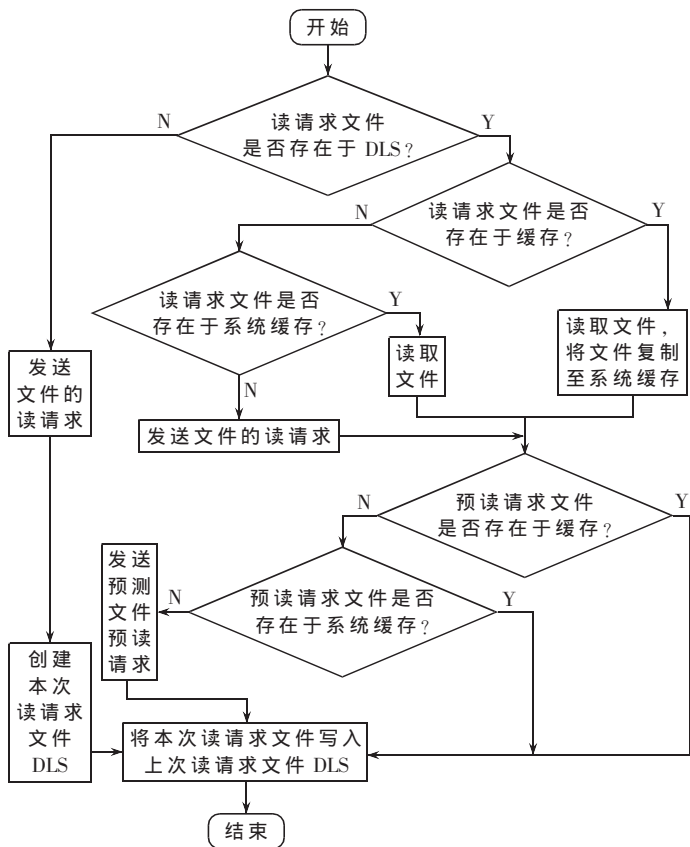 开始
读请求文件
是否存在于 DLS?
N
Y
读请求文件是否
存在于缓存?
N
Y
读请求文件是否
存在于系统缓存?
Y
N
读取
文件
读取文件,
将文件复制
至系统缓存
发送
文件的
读请求
发送文件的读请求
预读请求文件
是否存在于缓存?
N
Y
发送
预测
文件
预读
请求
预读请求文件是否
存在于系统缓存?
N
Y
创建
本次
读请求
文件
DLS
将本次读请求文件写入
上次读请求文件 DLS
结束